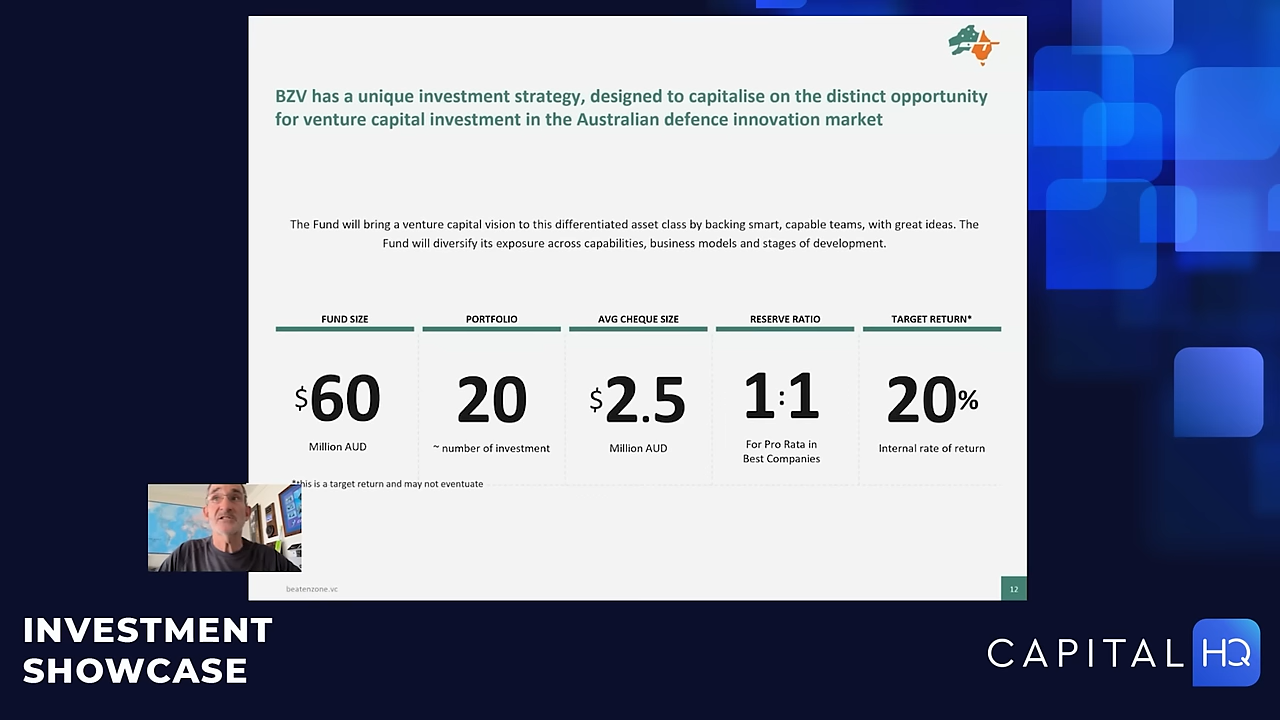 BZV has a unique investment strategy, designed to capitalise on the distinct opportunity
for venture capital investment in the Australian defence innovation market
The Fund will bring a venture capital vision to this differentiated asset class by backing smart, capable teams, with great ideas. The
Fund will diversify its exposure across capabilities, business models and stages of development.
FUND SIZE
$60
Million AUD
PORTFOLIO
20
~ number of investment
AVG CHEQUE SIZE
$2.5
Million AUD
RESERVE RATIO
1:1
For Pro Rata in
Best Companies
TARGET RETURN*
20%
Internal rate of return
*this is a target return and may not eventuate
beatenzone.vc
12
INVESTMENT
SHOWCASE
CAPITAL HQ